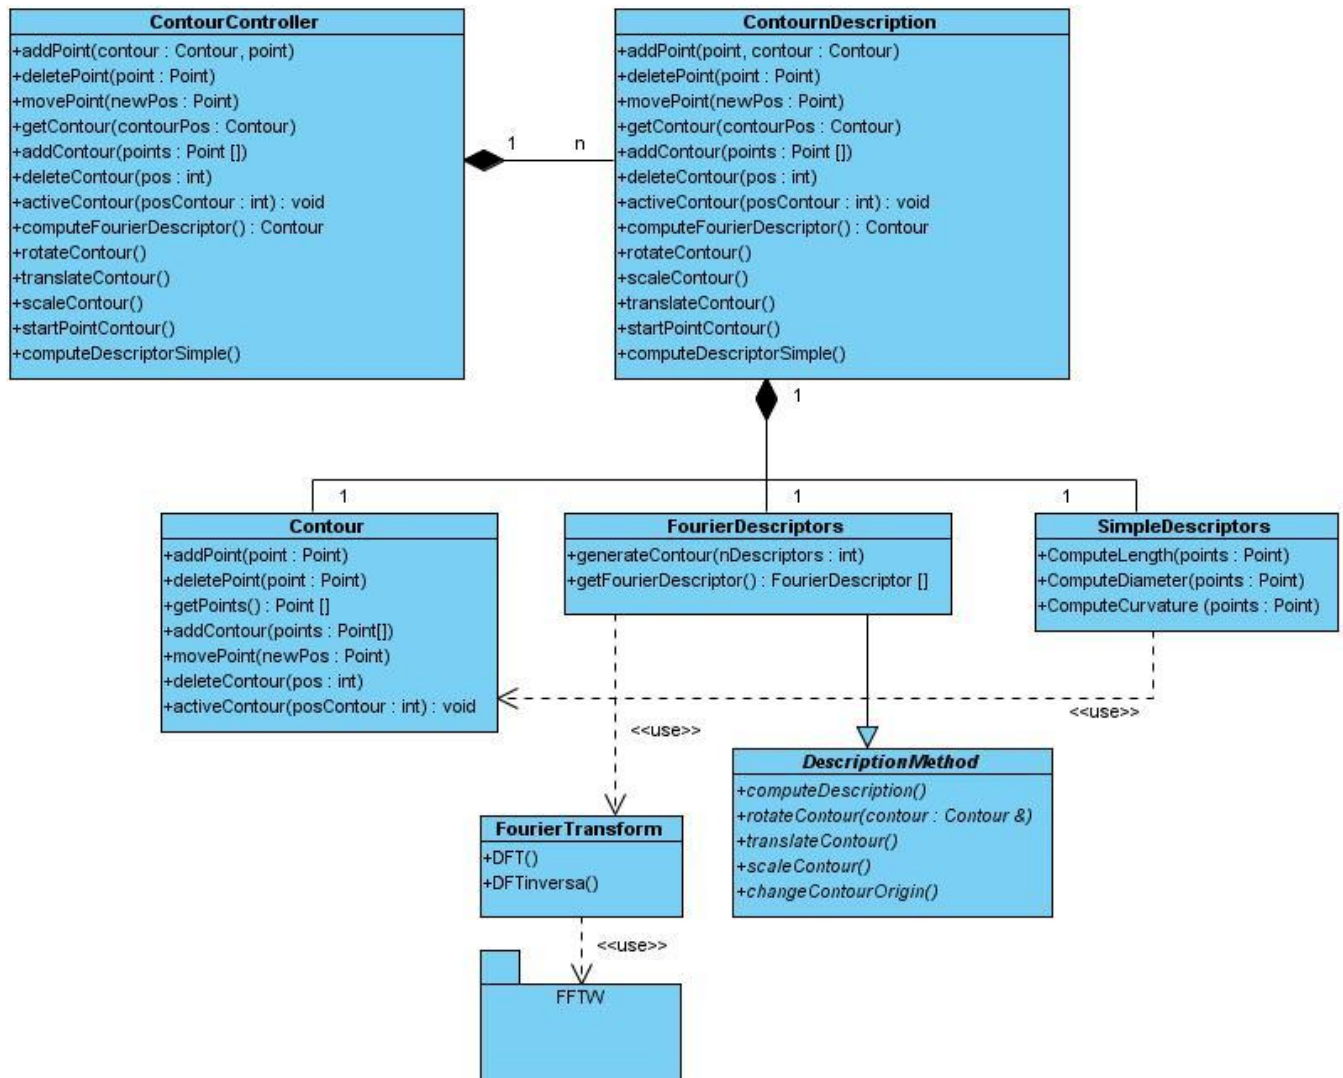 ContourController
+addPoint(contour : Contour, point)
+deletePoint(point : Point)
+movePoint(newPos : Point)
+getContour(contourPos : Contour)
+addContour(points : Point [])
+deleteContour(pos : int)
+activeContour(posContour : int) : void
+computeFourierDescriptor() : Contour
+rotateContour()
+translateContour()
+scaleContour()
+startPointContour()
+computeDescriptorSimple()
1
n
ContournDescription
+addPoint(point, contour : Contour)
+deletePoint(point : Point)
+movePoint(newPos : Point)
+getContour(contourPos : Contour)
+addContour(points : Point [])
+deleteContour(pos : int)
+activeContour(posContour : int) : void
+computeFourierDescriptor() : Contour
+rotateContour()
+scaleContour()
+translateContour()
+startPointContour()
+computeDescriptorSimple()
1
1
1
1
Contour
+addPoint(point : Point)
+deletePoint(point : Point)
+getPoints() : Point []
+addContour(points : Point[])
+movePoint(newPos : Point)
+deleteContour(pos : int)
+activeContour(posContour : int) : void
FourierDescriptors
+generateContour(nDescriptors : int)
+getFourierDescriptor() : FourierDescriptor []
SimpleDescriptors
+ComputeLength(points : Point)
+ComputeDiameter(points : Point)
+ComputeCurvature (points : Point)
<<use>>
<<use>>
DescriptionMethod
+computeDescription()
+rotateContour(contour : Contour &)
+translateContour()
+scaleContour()
+changeContourOrigin()
FourierTransform
+DFT()
+DFTinversa()
<<use>>
FFTW